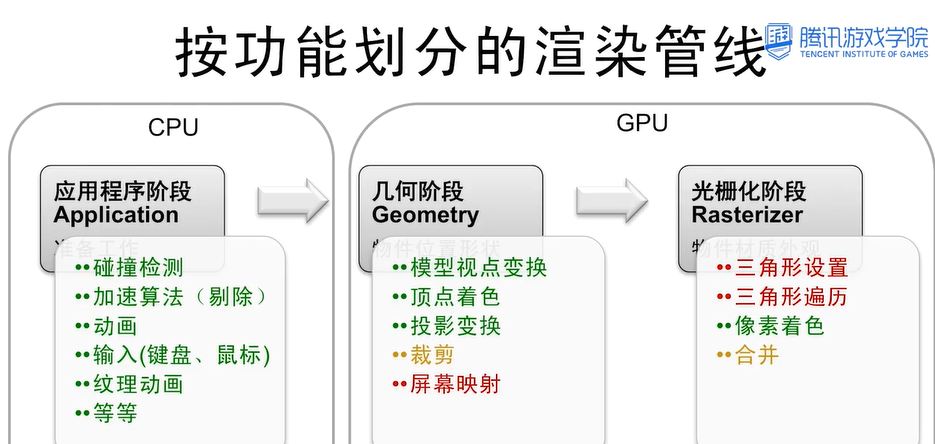 按功能划分的渲染管线
腾讯游戏学院
TENCENT INSTITUTE OF GAMES
CPU
应用程序阶段
Application
准备工作
••碰撞检测
••加速算法（剔除）
••动画
••输入(键盘、鼠标)
••纹理动画
••等等
GPU
几何阶段
Geometry
物件位置形状
••模型视点变换
••顶点着色
••投影变换
••裁剪
••屏幕映射
光栅化阶段
Rasterizer
物件材质外观
••三角形设置
••三角形遍历
••像素着色
••合并